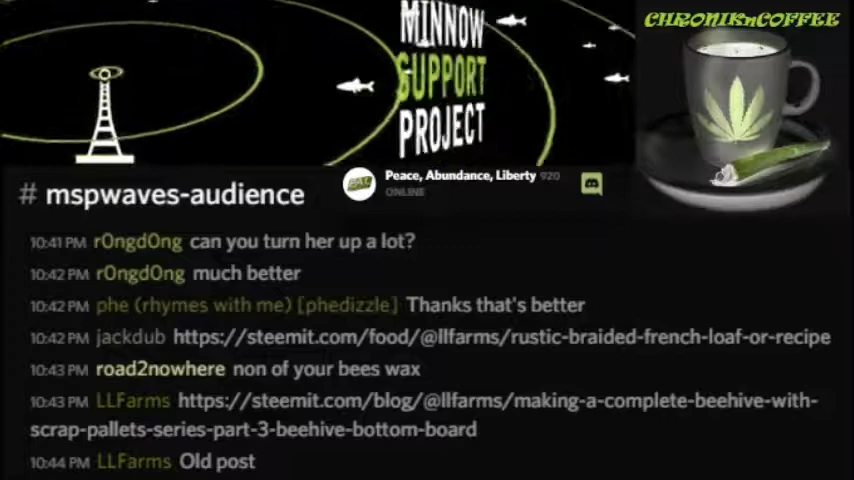 CHRONIKnCOFFEE
MINNOW
SUPPORT
PROJECT
Peace, Abundance, Liberty 920
ONLINE
# mspwaves-audience
10:41 PM r0ngd0ng can you turn her up a lot?
10:42 PM r0ngd0ng much better
10:42 PM phe (rhymes with me) [phedizzle] Thanks that's better
10:42 PM jackdub https://steemit.com/food/@llfarms/rustic-braided-french-loaf-or-recipe
10:43 PM road2nowhere non of your bees wax
10:43 PM LLFarms https://steemit.com/blog/@llfarms/making-a-complete-beehive-with-
scrap-pallets-series-part-3-beehive-bottom-board
10:44 PM LLFarms Old post